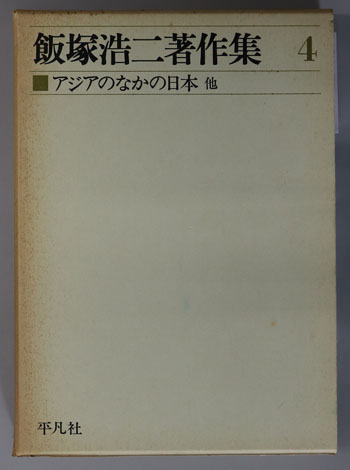 飯塚浩二著作集 4
アジアのなかの日本 他
平凡社